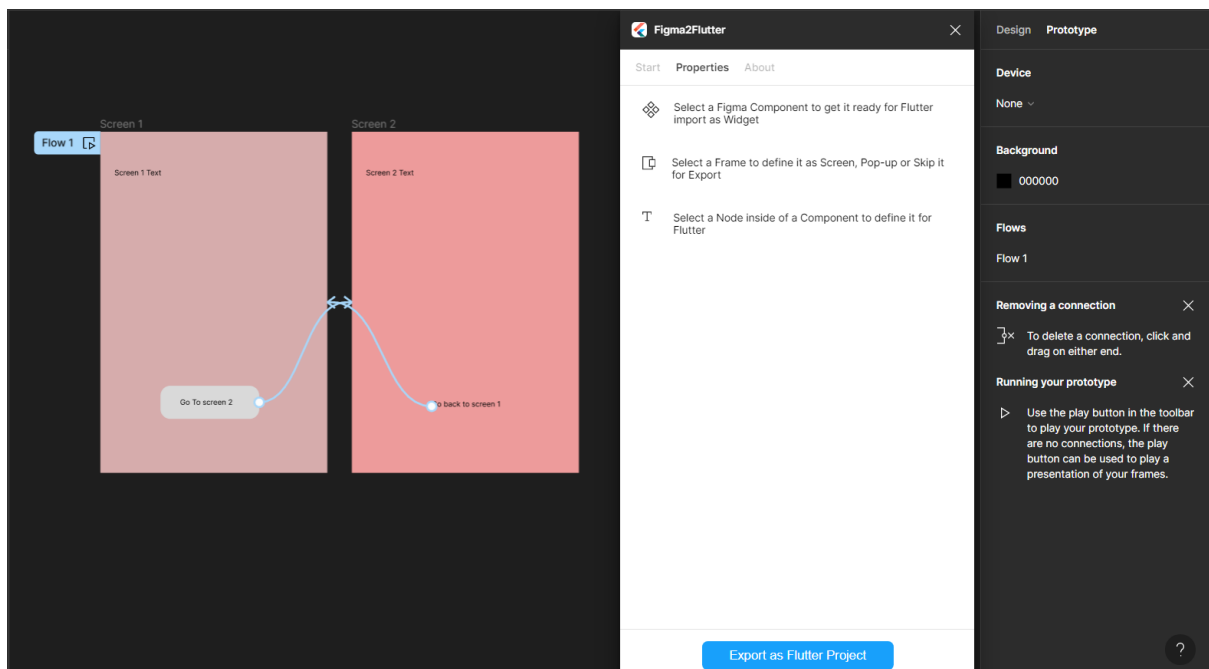 Screen 1
Screen 2
Flow 1
Screen 1 Text
Screen 2 Text
Go To screen 2
o back to screen 1
Figma2Flutter
Start Properties About
Select a Figma Component to get it ready for Flutter
import as Widget
Select a Frame to define it as Screen, Pop-up or Skip it
for Export
T
Select a Node inside of a Component to define it for
Flutter
Export as Flutter Project
Design Prototype
Device
None
Background
000000
Flows
Flow 1
Removing a connection
To delete a connection, click and
drag on either end.
Running your prototype
Use the play button in the toolbar
to play your prototype. If there
are no connections, the play
button can be used to play a
presentation of your frames.
?